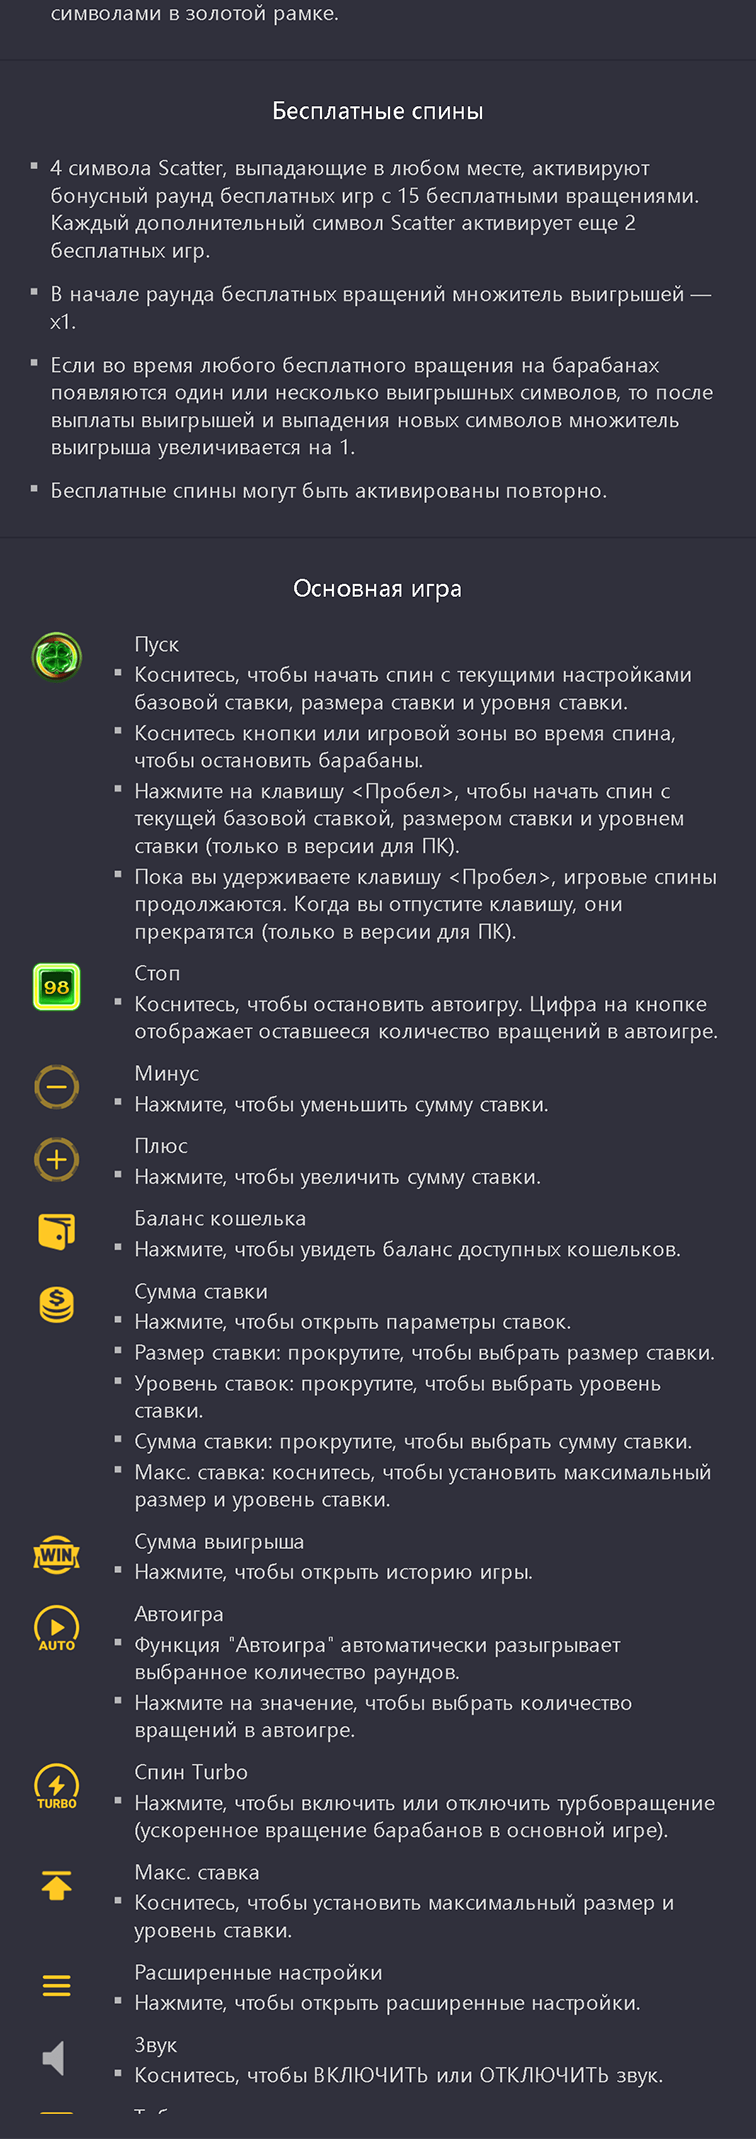 символами в золотой рамке.
Бесплатные спины
▪ 4 символа Scatter, выпадающие в любом месте, активируют
бонусный раунд бесплатных игр с 15 бесплатными вращениями.
Каждый дополнительный символ Scatter активирует еще 2
бесплатных игр.
▪ В начале раунда бесплатных вращений множитель выигрышей —
x1.
▪ Если во время любого бесплатного вращения на барабанах
появляются один или несколько выигрышных символов, то после
выплаты выигрышей и выпадения новых символов множитель
выигрыша увеличивается на 1.
▪ Бесплатные спины могут быть активированы повторно.
Основная игра
Пуск
▪ Коснитесь, чтобы начать спин с текущими настройками
базовой ставки, размера ставки и уровня ставки.
▪ Коснитесь кнопки или игровой зоны во время спина,
чтобы остановить барабаны.
▪ Нажмите на клавишу <Пробел>, чтобы начать спин с
текущей базовой ставкой, размером ставки и уровнем
ставки (только в версии для ПК).
▪ Пока вы удерживаете клавишу <Пробел>, игровые спины
продолжаются. Когда вы отпустите клавишу, они
прекратятся (только в версии для ПК).
98
Стоп
▪ Коснитесь, чтобы остановить автоигру. Цифра на кнопке
отображает оставшееся количество вращений в автоигре.
Минус
▪ Нажмите, чтобы уменьшить сумму ставки.
Плюс
▪ Нажмите, чтобы увеличить сумму ставки.
Баланс кошелька
▪ Нажмите, чтобы увидеть баланс доступных кошельков.
$
Сумма ставки
▪ Нажмите, чтобы открыть параметры ставок.
▪ Размер ставки: прокрутите, чтобы выбрать размер ставки.
▪ Уровень ставок: прокрутите, чтобы выбрать уровень
ставки.
▪ Сумма ставки: прокрутите, чтобы выбрать сумму ставки.
▪ Макс. ставка: коснитесь, чтобы установить максимальный
размер и уровень ставки.
WIN
Сумма выигрыша
▪ Нажмите, чтобы открыть историю игры.
AUTO
Автоигра
▪ Функция "Автоигра" автоматически разыгрывает
выбранное количество раундов.
▪ Нажмите на значение, чтобы выбрать количество
вращений в автоигре.
TURBO
Спин Turbo
▪ Нажмите, чтобы включить или отключить турбовращение
(ускоренное вращение барабанов в основной игре).
Макс. ставка
▪ Коснитесь, чтобы установить максимальный размер и
уровень ставки.
Расширенные настройки
▪ Нажмите, чтобы открыть расширенные настройки.
Звук
▪ Коснитесь, чтобы ВКЛЮЧИТЬ или ОТКЛЮЧИТЬ звук.